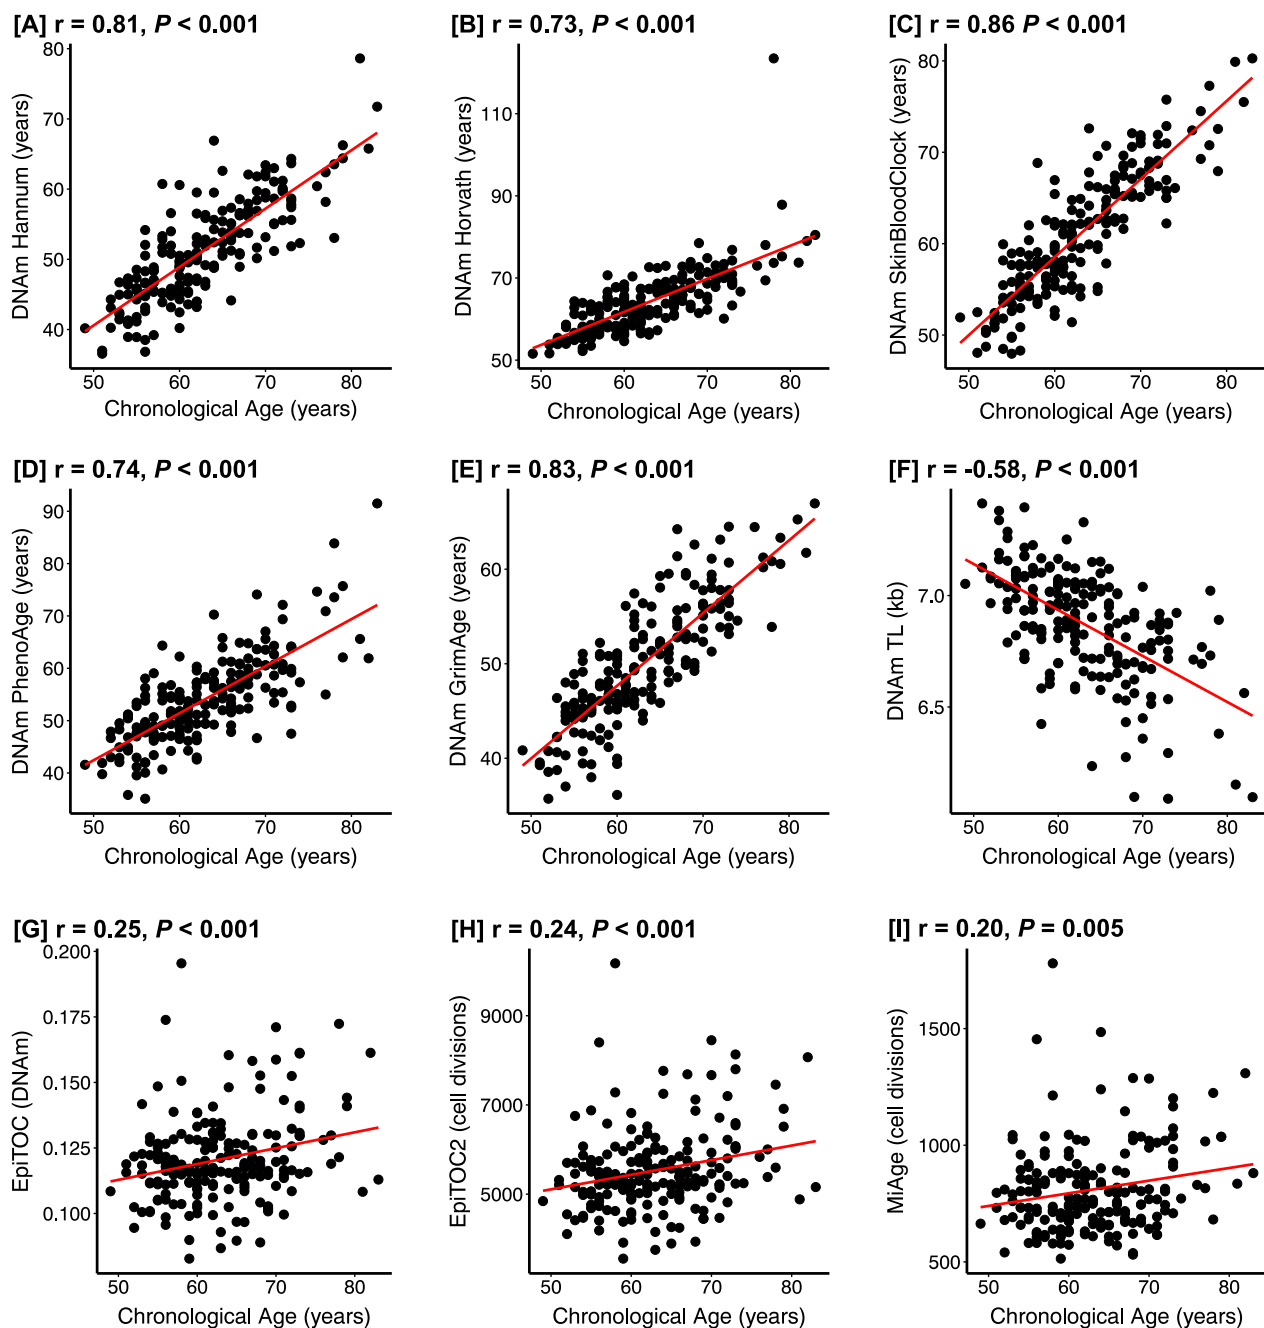 [A] r = 0.81, P < 0.001
80
70
60
50
40
DNAm Hannum (years)
50 60 70 80
Chronological Age (years)
[B] r = 0.73, P < 0.001
110
90
70
50
DNAm Horvath (years)
50 60 70 80
Chronological Age (years)
[C] r = 0.86 P < 0.001
80
70
60
50
DNAm SkinBloodClock (years)
50 60 70 80
Chronological Age (years)
[D] r = 0.74, P < 0.001
90
80
70
60
50
40
DNAm PhenoAge (years)
50 60 70 80
Chronological Age (years)
[E] r = 0.83, P < 0.001
60
50
40
DNAm GrimAge (years)
50 60 70 80
Chronological Age (years)
[F] r = -0.58, P < 0.001
7.0
6.5
DNAm TL (kb)
50 60 70 80
Chronological Age (years)
[G] r = 0.25, P < 0.001
0.200
0.175
0.150
0.125
0.100
EpiTOC (DNAm)
50 60 70 80
Chronological Age (years)
[H] r = 0.24, P < 0.001
9000
7000
5000
EpiTOC2 (cell divisions)
50 60 70 80
Chronological Age (years)
[I] r = 0.20, P = 0.005
1500
1000
500
MiAge (cell divisions)
50 60 70 80
Chronological Age (years)